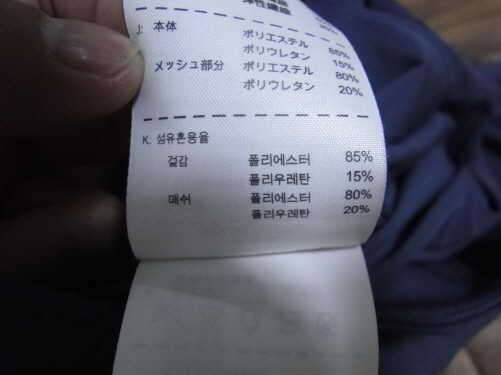 J. 本体
ポリエステル 85%
ポリウレタン 15%
メッシュ部分 ポリエステル 80%
ポリウレタン 20%
K. 섬유혼용율
겉감 폴리에스터 85%
폴리우레탄 15%
매쉬 폴리에스터 80%
폴리우레탄 20%